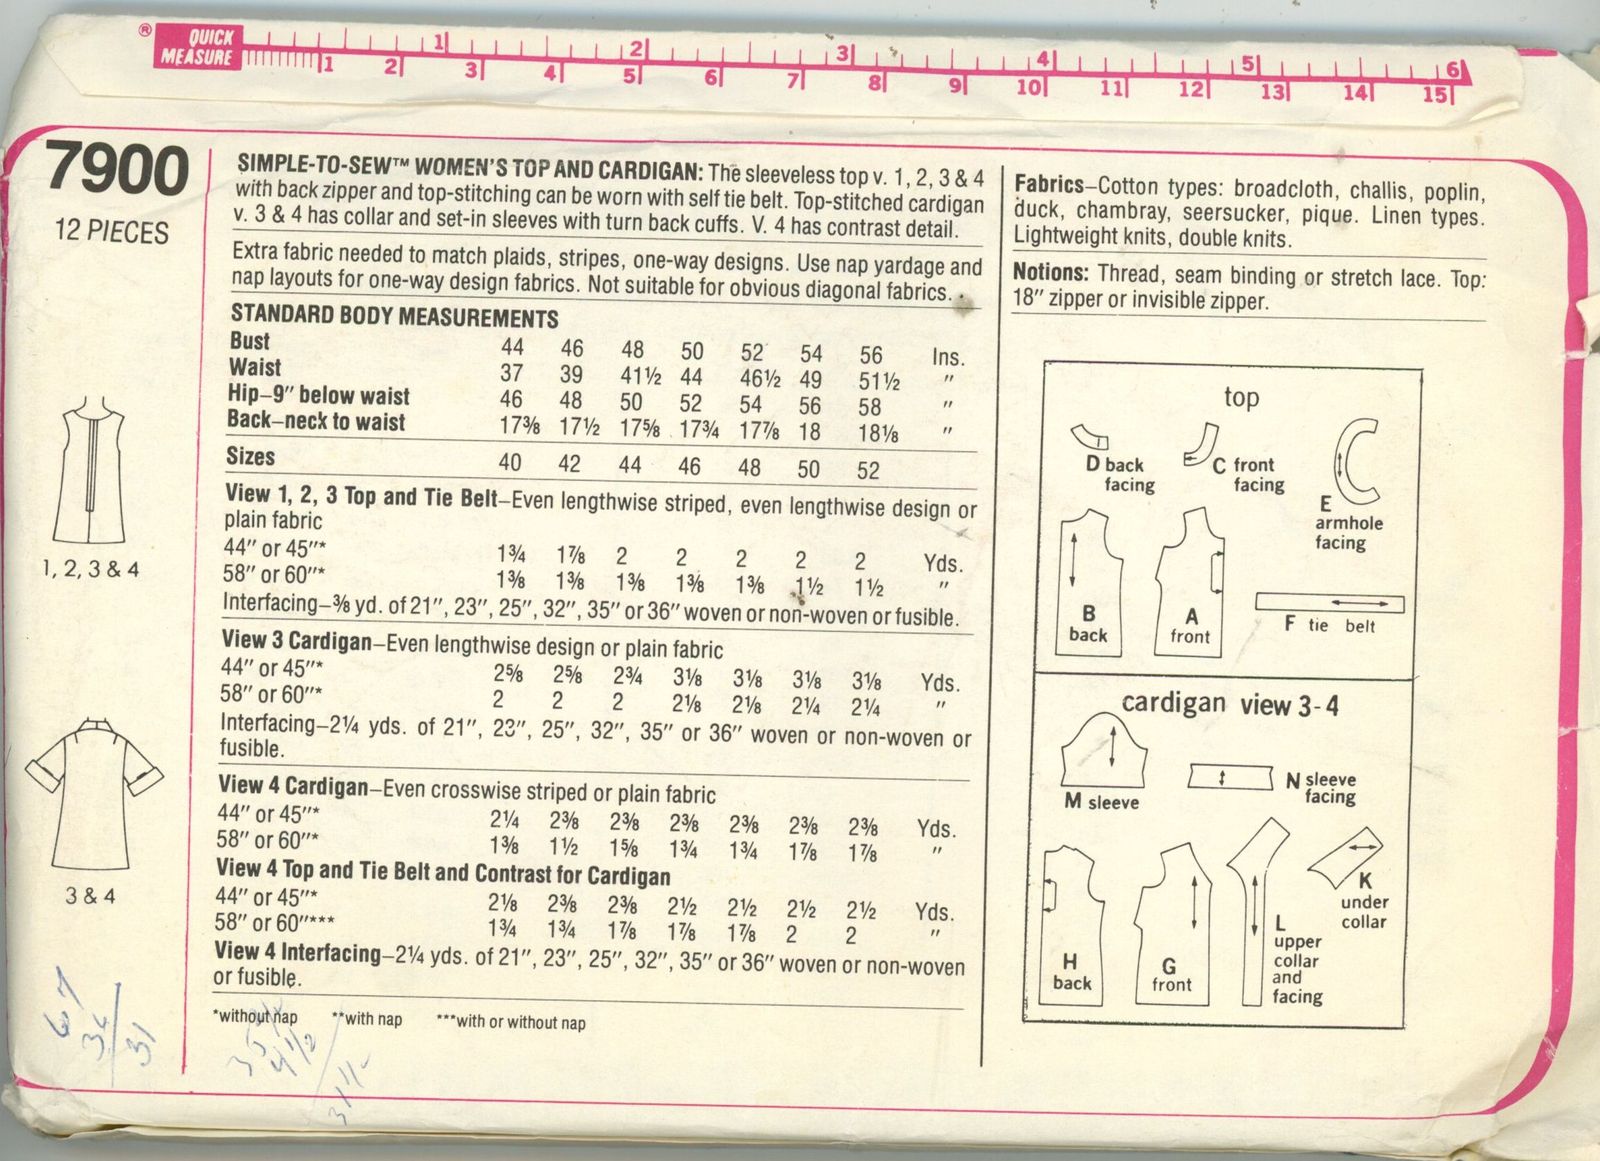 ® QUICK
MEASURE
1 2 3 4 5 6
1 2 3 4 5 6 7 8 9 10 11 12 13 14 15
7900
12 PIECES
1, 2, 3 & 4
3 & 4
SIMPLE-TO-SEW™ WOMEN'S TOP AND CARDIGAN: The sleeveless top v. 1, 2, 3 & 4
with back zipper and top-stitching can be worn with self tie belt. Top-stitched cardigan
v. 3 & 4 has collar and set-in sleeves with turn back cuffs. V. 4 has contrast detail.
Extra fabric needed to match plaids, stripes, one-way designs. Use nap yardage and
nap layouts for one-way design fabrics. Not suitable for obvious diagonal fabrics.
STANDARD BODY MEASUREMENTS
Bust 44 46 48 50 52 54 56 Ins.
Waist 37 39 41½ 44 46½ 49 51½ "
Hip–9" below waist 46 48 50 52 54 56 58 "
Back–neck to waist 17⅜ 17½ 17⅝ 17¾ 17⅞ 18 18⅛ "
Sizes 40 42 44 46 48 50 52
View 1, 2, 3 Top and Tie Belt–Even lengthwise striped, even lengthwise design or
plain fabric
44" or 45"* 1¾ 1⅞ 2 2 2 2 2 Yds.
58" or 60"* 1⅜ 1⅜ 1⅜ 1⅜ 1⅜ 1½ 1½ "
Interfacing–⅜ yd. of 21", 23", 25", 32", 35" or 36" woven or non-woven or fusible.
View 3 Cardigan–Even lengthwise design or plain fabric
44" or 45"* 2⅝ 2⅝ 2¾ 3⅛ 3⅛ 3⅛ 3⅛ Yds.
58" or 60"* 2 2 2 2⅛ 2⅛ 2¼ 2¼ "
Interfacing–2¼ yds. of 21", 23", 25", 32", 35" or 36" woven or non-woven or
fusible.
View 4 Cardigan–Even crosswise striped or plain fabric
44" or 45"* 2¼ 2⅜ 2⅜ 2⅜ 2⅜ 2⅜ 2⅜ Yds.
58" or 60"* 1⅜ 1½ 1⅝ 1¾ 1¾ 1⅞ 1⅞ "
View 4 Top and Tie Belt and Contrast for Cardigan
44" or 45"* 2⅛ 2⅜ 2⅜ 2½ 2½ 2½ 2½ Yds.
58" or 60"*** 1¾ 1¾ 1⅞ 1⅞ 1⅞ 2 2 "
View 4 Interfacing–2¼ yds. of 21", 23", 25", 32", 35" or 36" woven or non-woven
or fusible.
*without nap **with nap ***with or without nap
67
31
Fabrics–Cotton types: broadcloth, challis, poplin,
duck, chambray, seersucker, pique. Linen types.
Lightweight knits, double knits.
Notions: Thread, seam binding or stretch lace. Top:
18" zipper or invisible zipper.
top
D back
facing
C front
facing
E
armhole
facing
B
back
A
front
F tie belt
cardigan view 3-4
M sleeve
N sleeve
facing
K
under
collar
L
upper
collar
and
facing
H
back
G
front